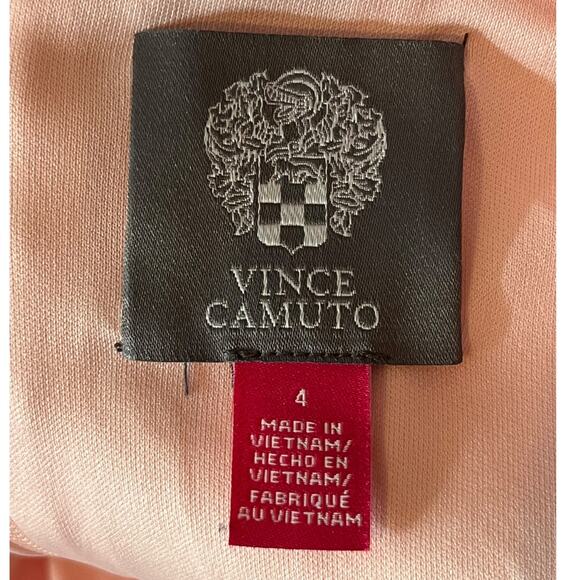 VINCE
CAMUTO
4
MADE IN
VIETNAM/
HECHO EN
VIETNAM/
FABRIQUÉ
AU VIETNAM